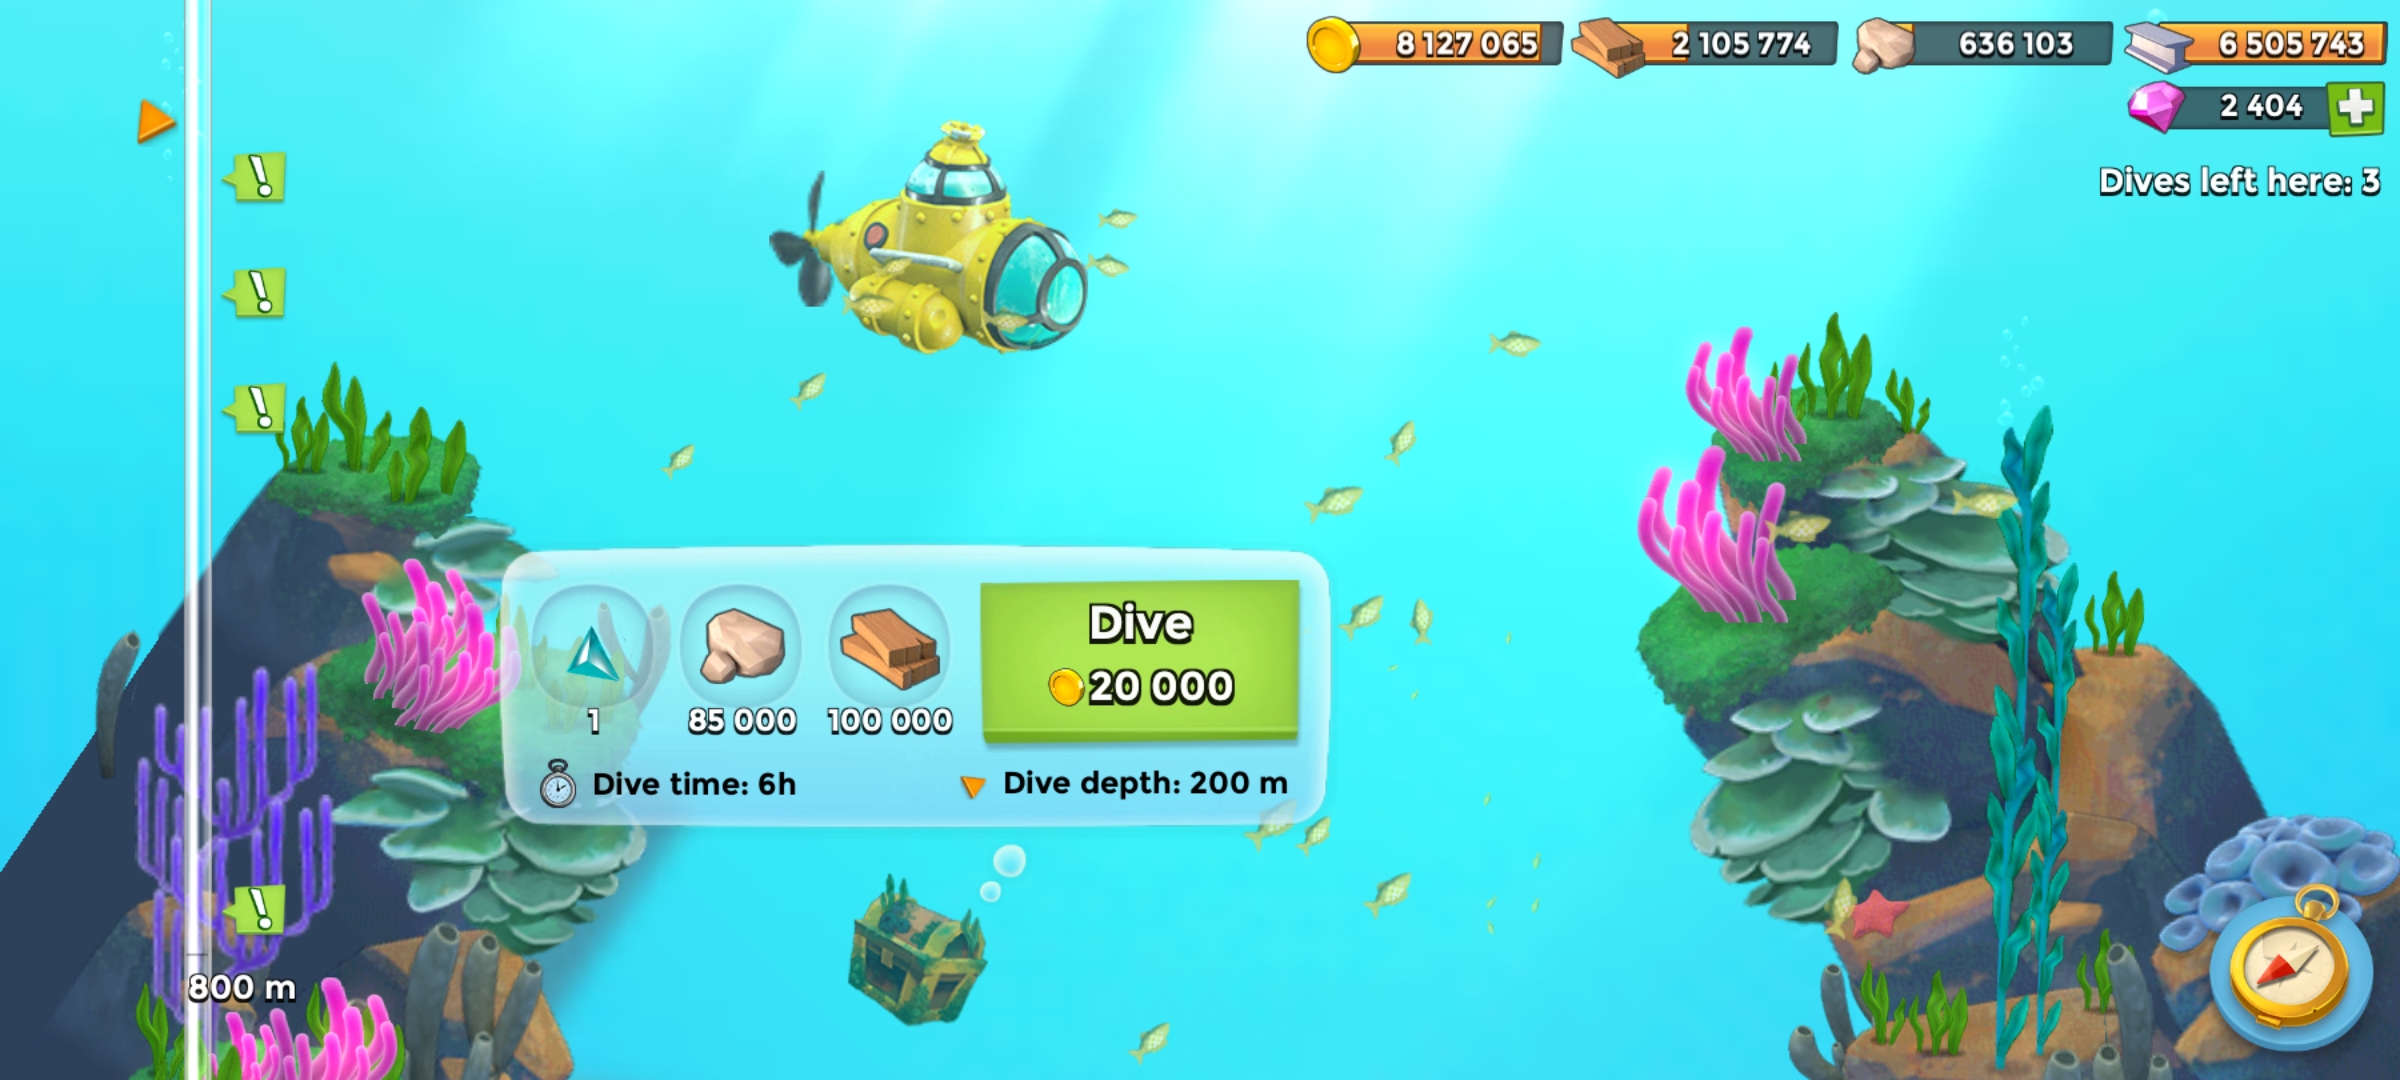 8 127 065
2 105 774
636 103
6 505 743
2 404
Dives left here: 3
1
85 000
100 000
Dive
20 000
Dive time: 6h
Dive depth: 200 m
!
!
!
!
800 m